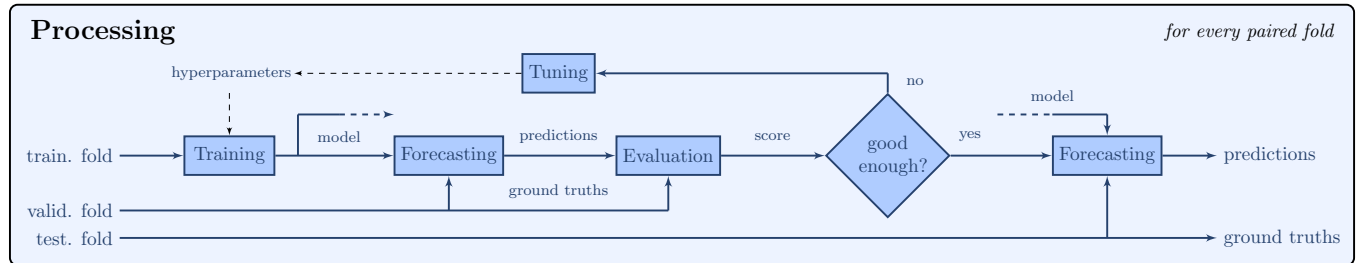 Processing
for every paired fold
hyperparameters
Tuning
no
model
train. fold
Training
model
Forecasting
predictions
Evaluation
score
good
enough?
yes
Forecasting
predictions
ground truths
valid. fold
test. fold
ground truths